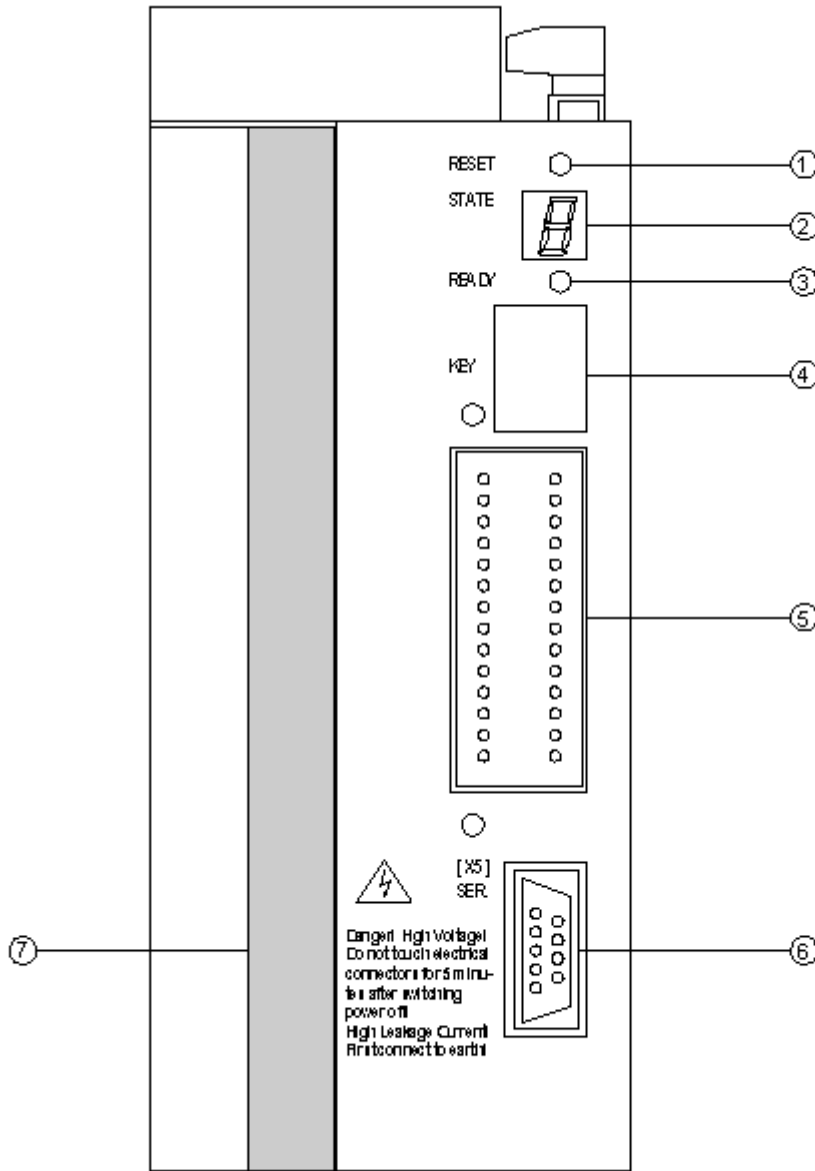 RESET
1
STATE
2
READY
3
KEY
4
5
[X5]
SER.
6
7
Danger! High Voltage!
Do not touch electrical
connectors for 5 minu-
tes after switching
power off!
High Leakage Current!
First connect to earth!